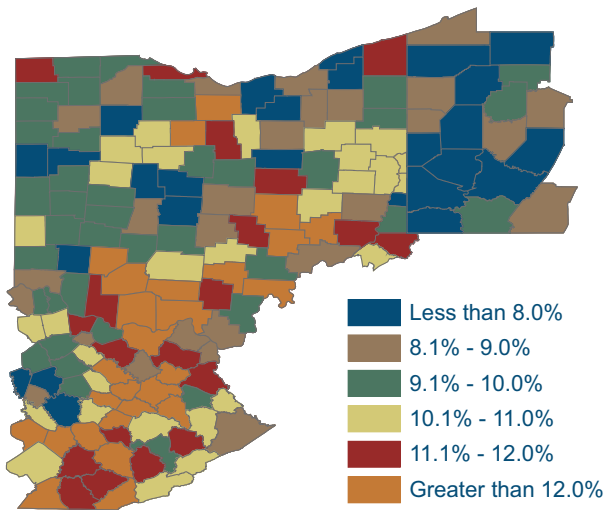 Less than 8.0%
8.1% - 9.0%
9.1% - 10.0%
10.1% - 11.0%
11.1% - 12.0%
Greater than 12.0%